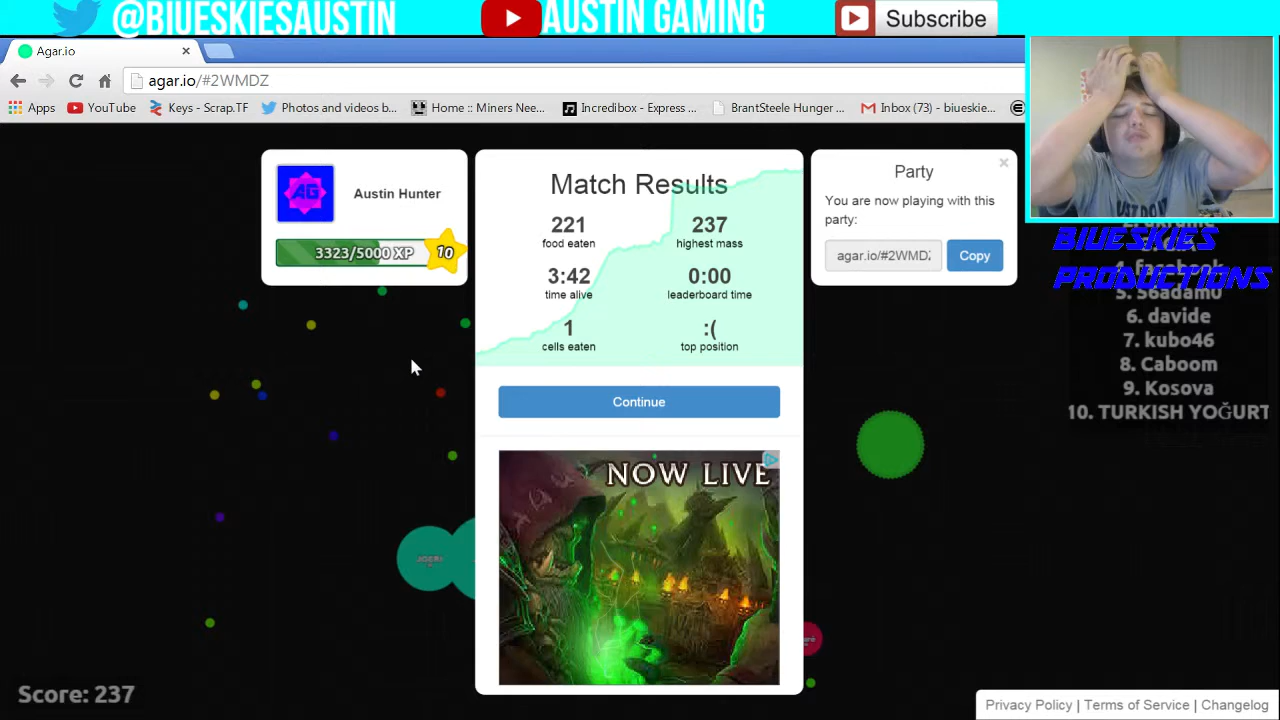 @BIUESKIESAUSTIN
AUSTIN GAMING
Subscribe
Agar.io
agar.io/#2WMDZ
Apps
YouTube
Keys - Scrap.TF
Photos and videos b...
Home :: Miners Nee...
Incredibox - Express ...
BrantSteele Hunger ...
Inbox (73) - biueskie...
Austin Hunter
3323/5000 XP
10
Match Results
221
food eaten
237
highest mass
3:42
time alive
0:00
leaderboard time
1
cells eaten
:(
top position
Continue
NOW LIVE
Party
You are now playing with this
party:
agar.io/#2WMD
Copy
BIUESKIES
PRODUCTIONS
4. facebook
5. 56adam0
6. davide
7. kubo46
8. Caboom
9. Kosova
10. TURKISH YOĞURT
Score: 237
Privacy Policy | Terms of Service | Changelog